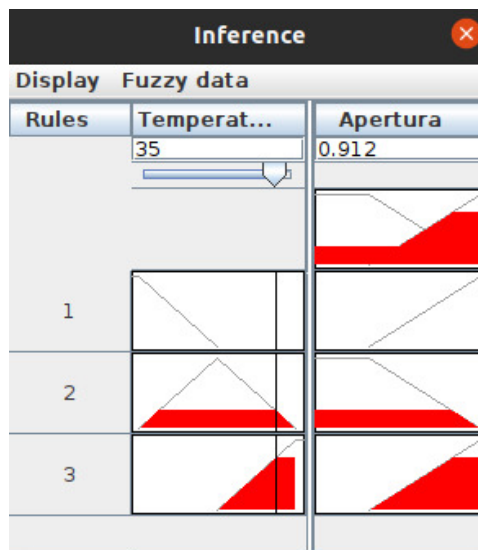 Inference
Display Fuzzy data
Rules Temperat... Apertura
35 0.912
1
2
3